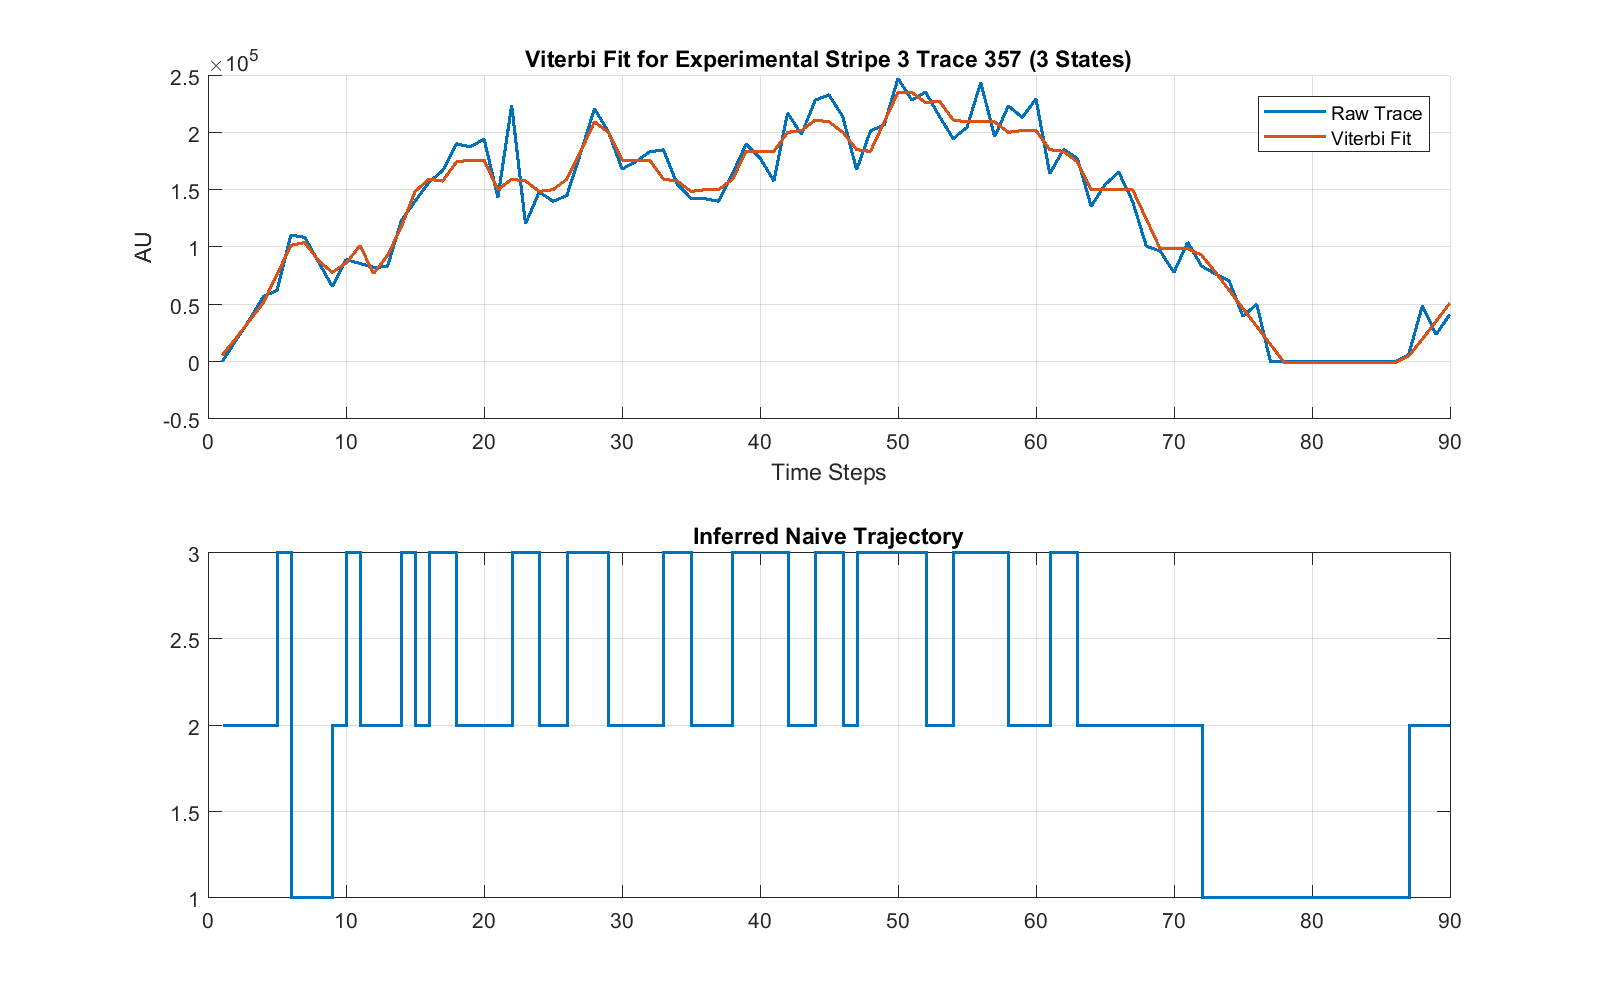 Viterbi Fit for Experimental Stripe 3 Trace 357 (3 States)
×10^5
2.5
2
1.5
1
0.5
0
-0.5
AU
Raw Trace
Viterbi Fit
0 10 20 30 40 50 60 70 80 90
Time Steps
Inferred Naive Trajectory
3
2.5
2
1.5
1
0 10 20 30 40 50 60 70 80 90